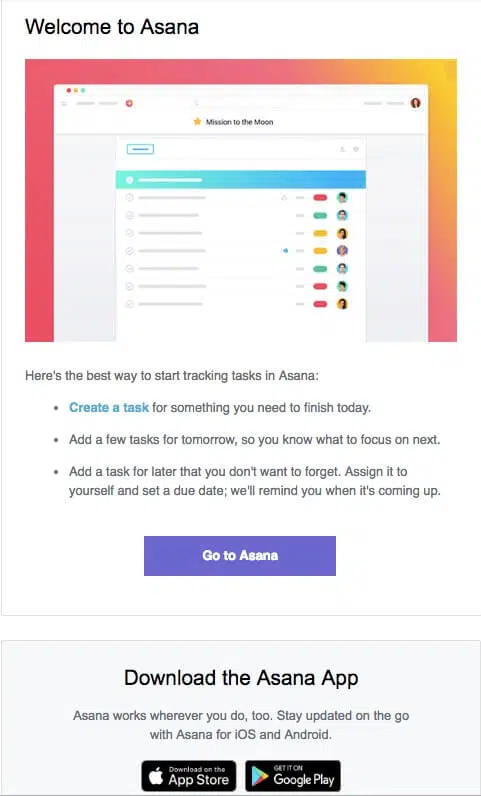 Welcome to Asana
Mission to the Moon
Here's the best way to start tracking tasks in Asana:
• Create a task for something you need to finish today.
• Add a few tasks for tomorrow, so you know what to focus on next.
• Add a task for later that you don't want to forget. Assign it to
yourself and set a due date; we'll remind you when it's coming up.
Go to Asana
Download the Asana App
Asana works wherever you do, too. Stay updated on the go
with Asana for iOS and Android.
Download on the
App Store
GET IT ON
Google Play